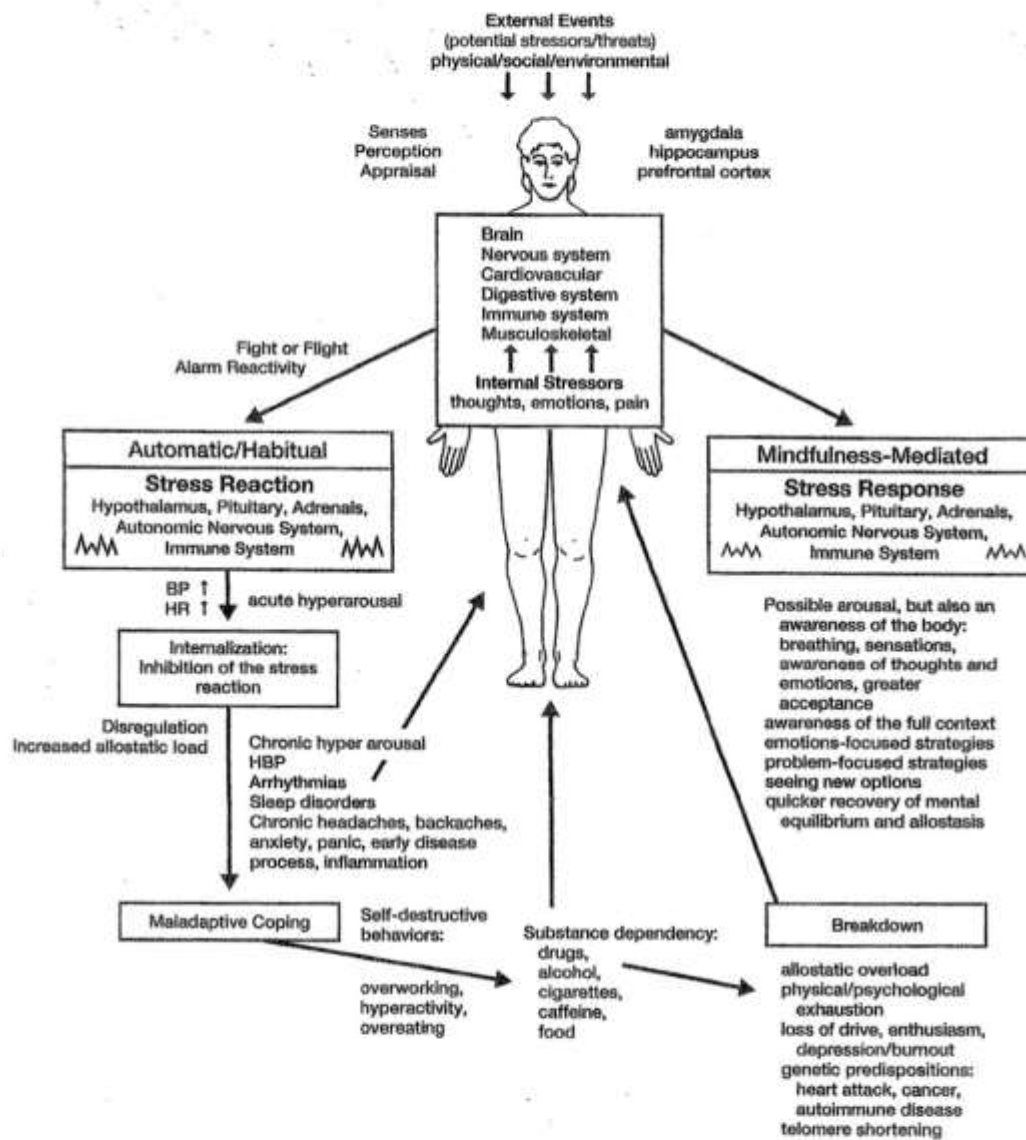 External Events
(potential stressors/threats)
physical/social/environmental
Senses
Perception
Appraisal
amygdala
hippocampus
prefrontal cortex
Brain
Nervous system
Cardiovascular
Digestive system
Immune system
Musculoskeletal
Internal Stressors
thoughts, emotions, pain
Fight or Flight
Alarm Reactivity
Automatic/Habitual
Stress Reaction
Hypothalamus, Pituitary, Adrenals,
Autonomic Nervous System,
Immune System
Mindfulness-Mediated
Stress Response
Hypothalamus, Pituitary, Adrenals,
Autonomic Nervous System,
Immune System
BP ↑
HR ↑
acute hyperarousal
Internalization:
Inhibition of the stress
reaction
Disregulation
Increased allostatic load
Chronic hyper arousal
HBP
Arrhythmias
Sleep disorders
Chronic headaches, backaches,
anxiety, panic, early disease
process, inflammation
Possible arousal, but also an
awareness of the body:
breathing, sensations,
awareness of thoughts and
emotions, greater
acceptance
awareness of the full context
emotions-focused strategies
problem-focused strategies
seeing new options
quicker recovery of mental
equilibrium and allostasis
Maladaptive Coping
Self-destructive
behaviors:
overworking,
hyperactivity,
overeating
Substance dependency:
drugs,
alcohol,
cigarettes,
caffeine,
food
Breakdown
allostatic overload
physical/psychological
exhaustion
loss of drive, enthusiasm,
depression/burnout
genetic predispositions:
heart attack, cancer,
autoimmune disease
telomere shortening